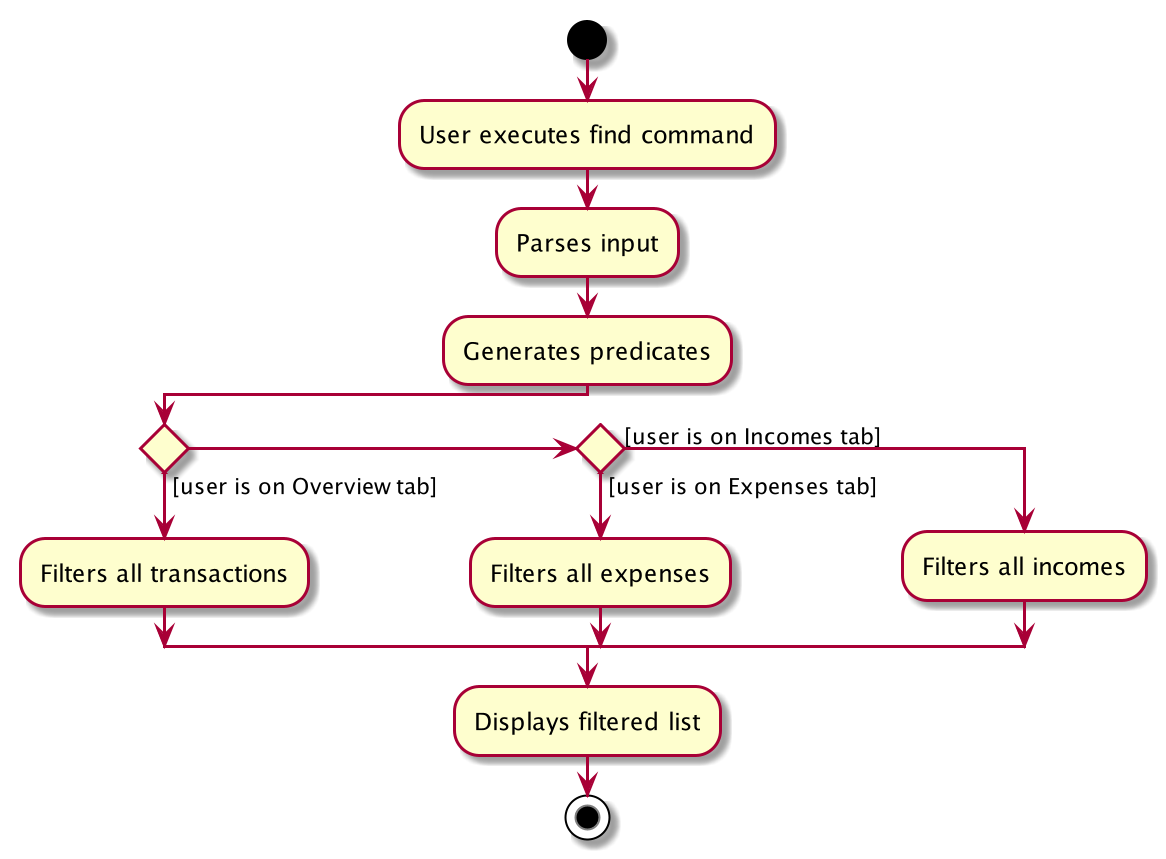 User executes find command
Parses input
Generates predicates
[user is on Incomes tab]
[user is on Overview tab]
[user is on Expenses tab]
Filters all transactions
Filters all expenses
Filters all incomes
Displays filtered list